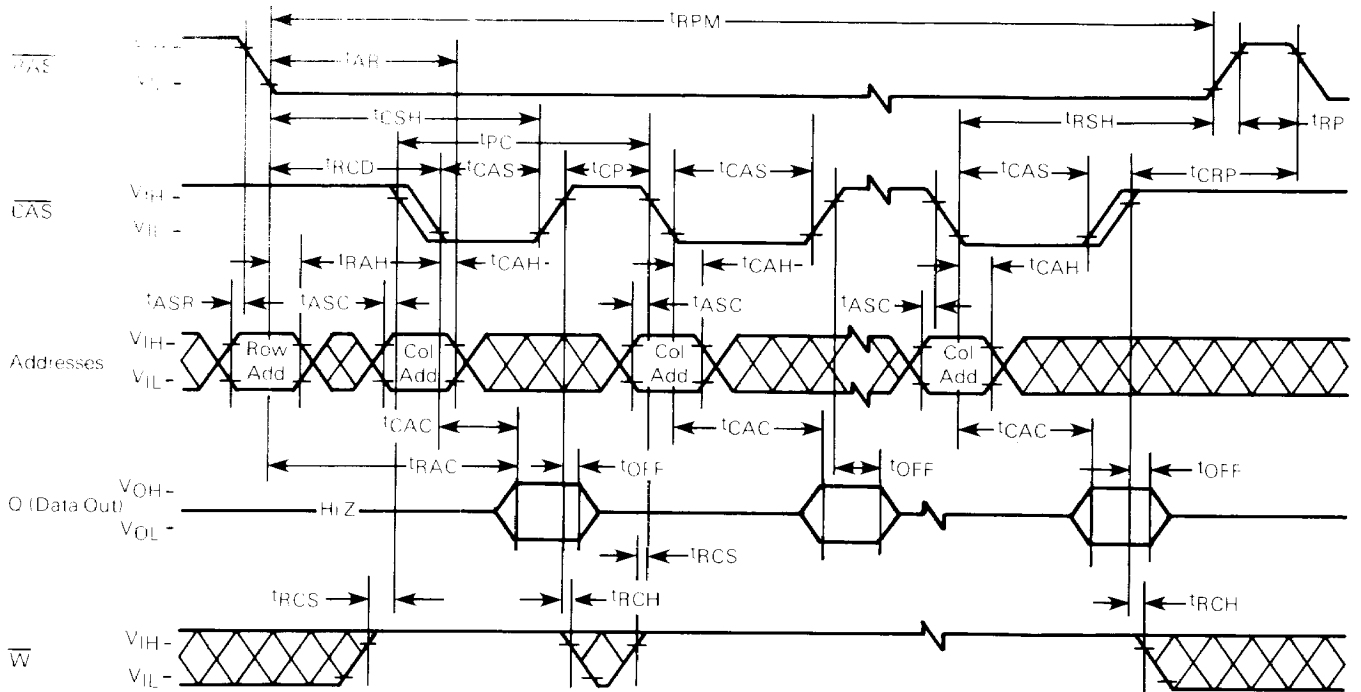 tRPM
tAR
RAS
tCSH
tRSH
tRP
tPC
tRCD
tCAS
tCP
tCAS
tCAS
tCRP
VIH
CAS
VIL
tRAH
tCAH
tCAH
tCAH
tASR
tASC
tASC
tASC
Addresses
VIH
VIL
Row Add
Col Add
Col Add
Col Add
tCAC
tCAC
tCAC
tRAC
tOFF
tOFF
tOFF
Q (Data Out)
VOH
VOL
Hi Z
tRCS
tRCS
tRCH
tRCH
W
VIH
VIL